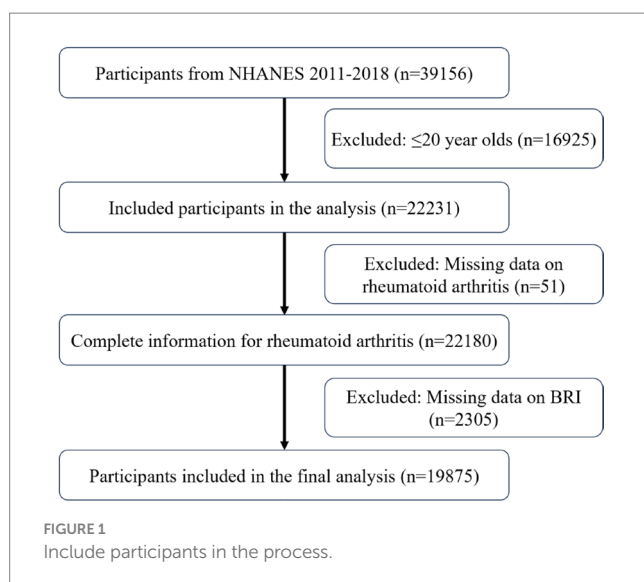 Participants from NHANES 2011-2018 (n=39156)
Excluded: ≤20 year olds (n=16925)
Included participants in the analysis (n=22231)
Excluded: Missing data on
rheumatoid arthritis (n=51)
Complete information for rheumatoid arthritis (n=22180)
Excluded: Missing data on BRI
(n=2305)
Participants included in the final analysis (n=19875)
FIGURE 1
Include participants in the process.